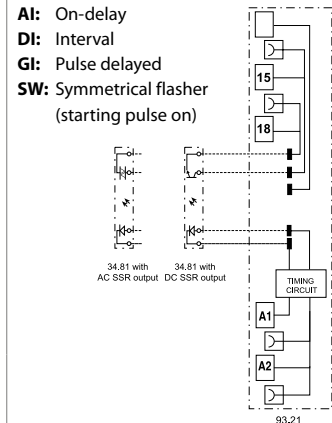 AI: On-delay
DI: Interval
GI: Pulse delayed
SW: Symmetrical flasher
(starting pulse on)
15
18
34.81 with
AC SSR output
34.81 with
DC SSR output
TIMING
CIRCUIT
A1
A2
93.21